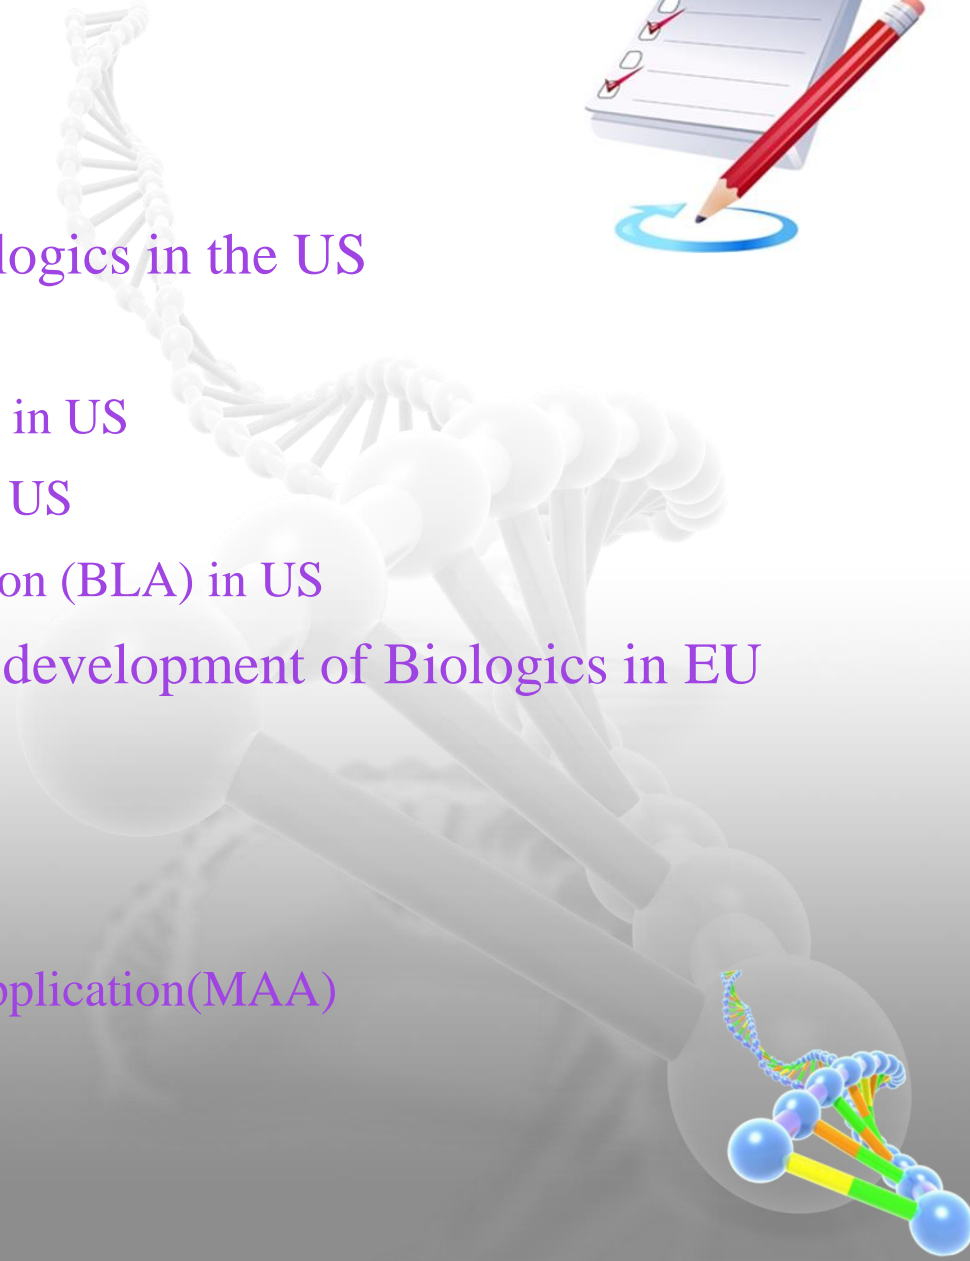 logics in the US
in US
US
on (BLA) in US
development of Biologics in EU
pplication(MAA)